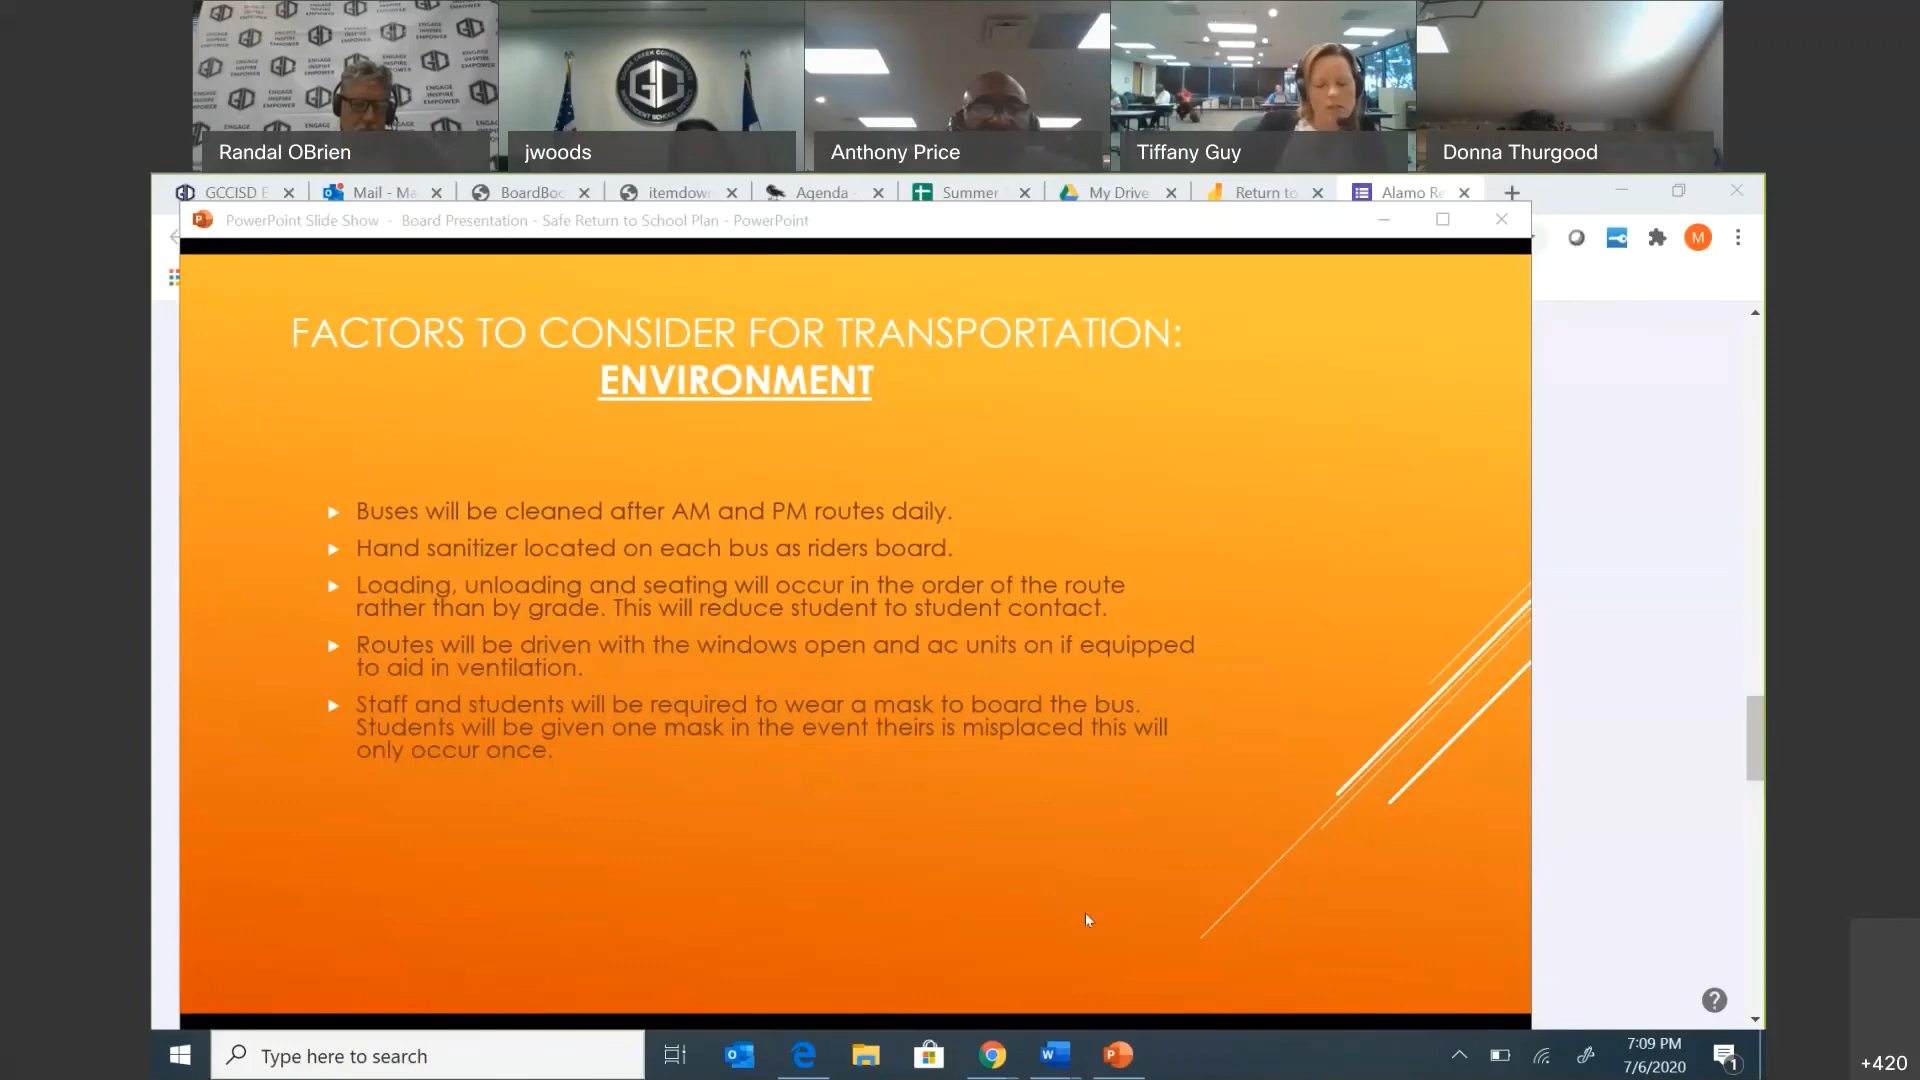 ENGAGE
INSPIRE
EMPOWER
Randal OBrien
jwoods
Anthony Price
Tiffany Guy
Donna Thurgood
GCCISD E
Mail - Ma
BoardBoo
itemdown
Agenda -
Summer
My Drive
Return to
Alamo Re
PowerPoint Slide Show - Board Presentation - Safe Return to School Plan - PowerPoint
M
FACTORS TO CONSIDER FOR TRANSPORTATION:
ENVIRONMENT
Buses will be cleaned after AM and PM routes daily.
Hand sanitizer located on each bus as riders board.
Loading, unloading and seating will occur in the order of the route
rather than by grade. This will reduce student to student contact.
Routes will be driven with the windows open and ac units on if equipped
to aid in ventilation.
Staff and students will be required to wear a mask to board the bus.
Students will be given one mask in the event theirs is misplaced this will
only occur once.
Type here to search
7:09 PM
7/6/2020
1
+420